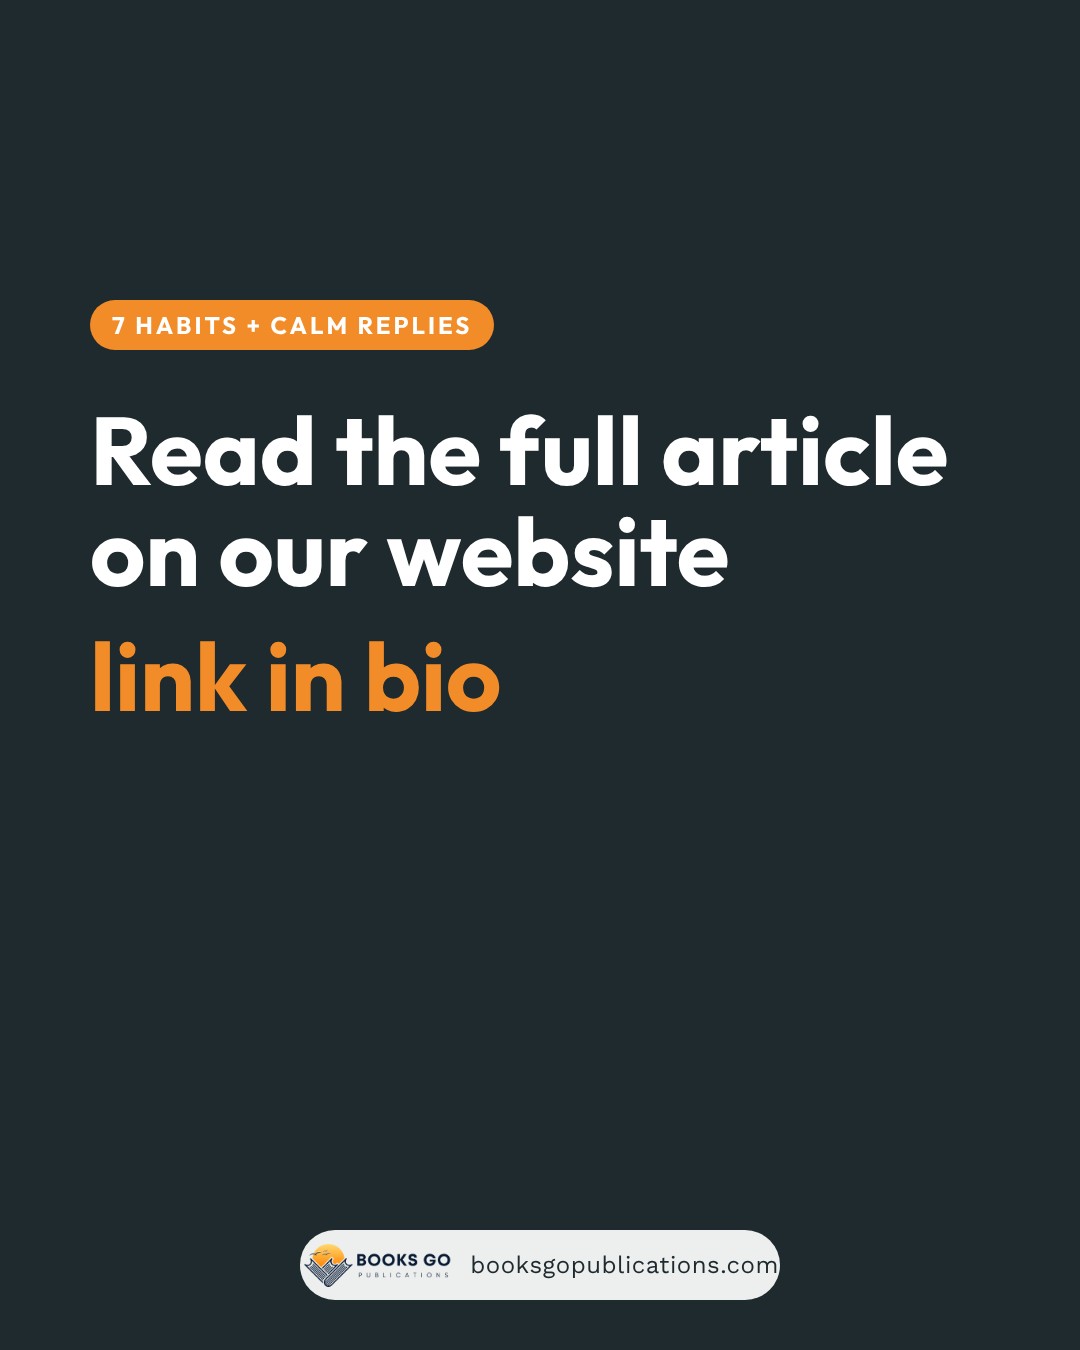 7 HABITS + CALM REPLIES
Read the full article
on our website
link in bio
BOOKS GO
PUBLICATIONS
booksgopublications.com